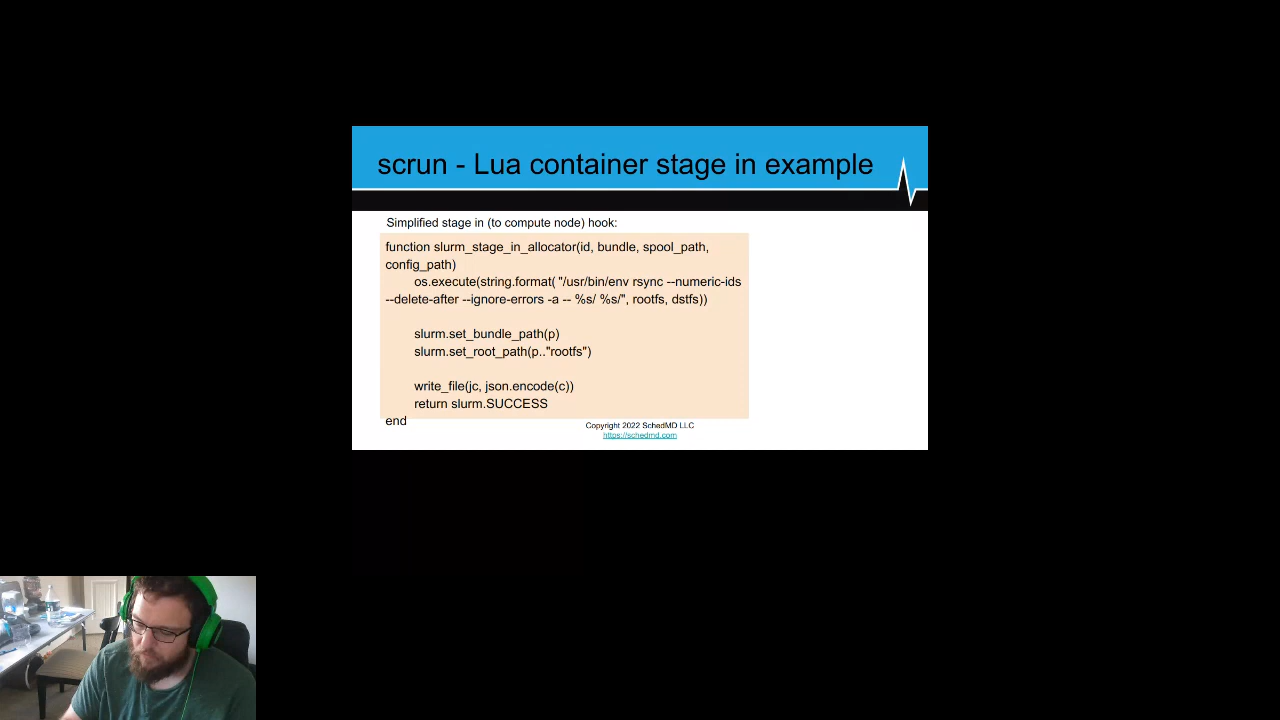 scrun - Lua container stage in example
Simplified stage in (to compute node) hook:
function slurm_stage_in_allocator(id, bundle, spool_path,
config_path)
os.execute(string.format( "/usr/bin/env rsync --numeric-ids
--delete-after --ignore-errors -a -- %s/ %s/", rootfs, dstfs))
slurm.set_bundle_path(p)
slurm.set_root_path(p.."rootfs")
write_file(jc, json.encode(c))
return slurm.SUCCESS
end
Copyright 2022 SchedMD LLC
https://schedmd.com